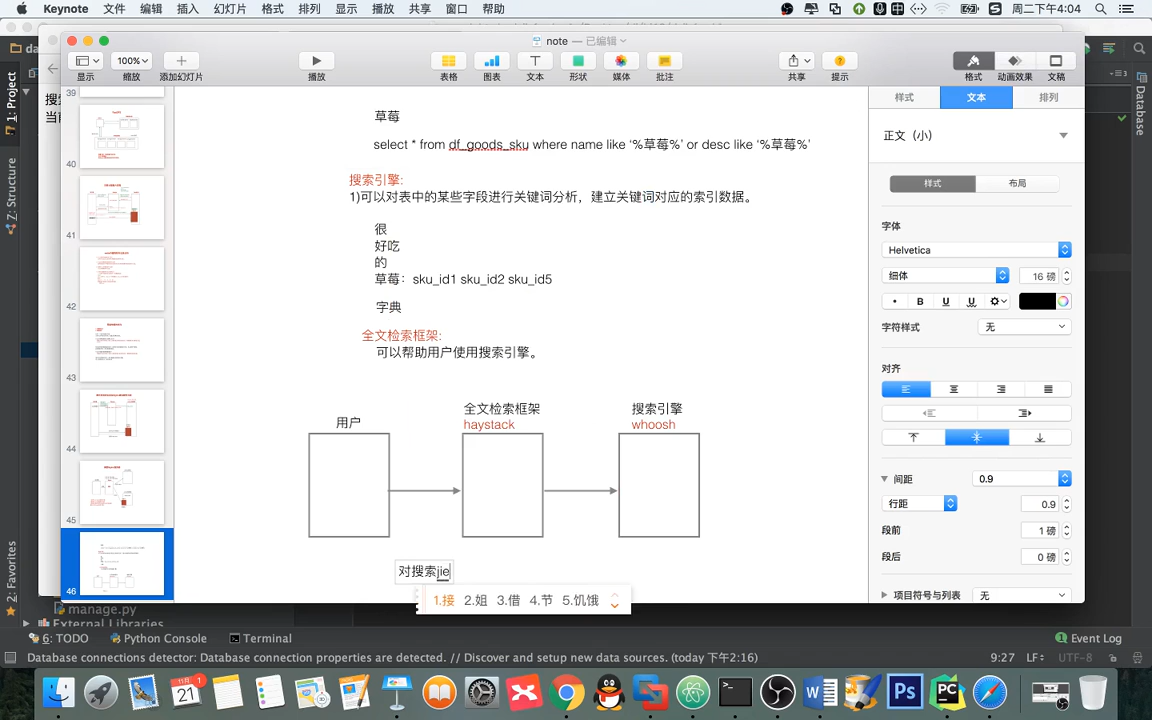 Keynote 文件 编辑 插入 幻灯片 格式 排列 显示 播放 共享 窗口 帮助 周二下午4:04
note — 已编辑
100%
显示 缩放 添加幻灯片 播放 表格 图表 文本 形状 媒体 批注 共享 提示 格式 动画效果 文稿
样式 文本 排列
正文（小）
样式 布局
字体
Helvetica
细体 16 磅
B U U
字符样式 无
对齐
间距 0.9
行距 0.9
段前 1 磅
段后 0 磅
项目符号与列表 无
39
40
41
42
43
44
45
46
草莓
select * from df_goods_sku where name like ‘%草莓%’ or desc like ‘%草莓%’
搜索引擎:
1)可以对表中的某些字段进行关键词分析，建立关键词对应的索引数据。
很
好吃
的
草莓：sku_id1 sku_id2 sku_id5
字典
全文检索框架:
可以帮助用户使用搜索引擎。
用户 全文检索框架 搜索引擎
haystack whoosh
对搜索jie
1.接 2.姐 3.借 4.节 5.饥饿
1: Project
7: Structure
2: Favorites
Database
manage.py
External Libraries
6: TODO Python Console Terminal 1 Event Log
Database connections detector: Database connection properties are detected. // Discover and setup new data sources. (today 下午2:16) 9:27 LF UTF-8